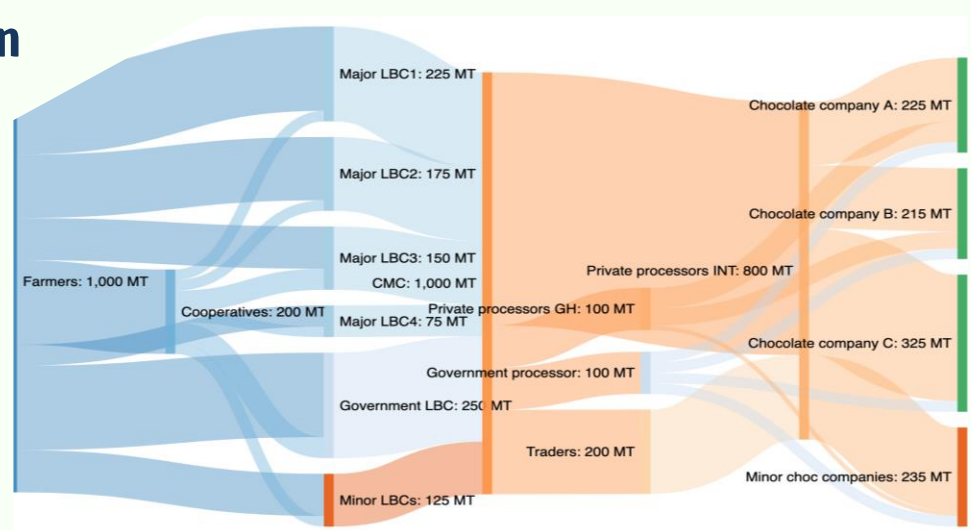 n
Major LBC1: 225 MT
Major LBC2: 175 MT
Major LBC3: 150 MT
CMC: 1,000 MT
Farmers: 1,000 MT
Cooperatives: 200 MT
Major LBC4: 75 MT
Government LBC: 250 MT
Minor LBCs: 125 MT
Private processors INT: 800 MT
Private processors GH: 100 MT
Government processor: 100 MT
Traders: 200 MT
Chocolate company A: 225 MT
Chocolate company B: 215 MT
Chocolate company C: 325 MT
Minor choc companies: 235 MT